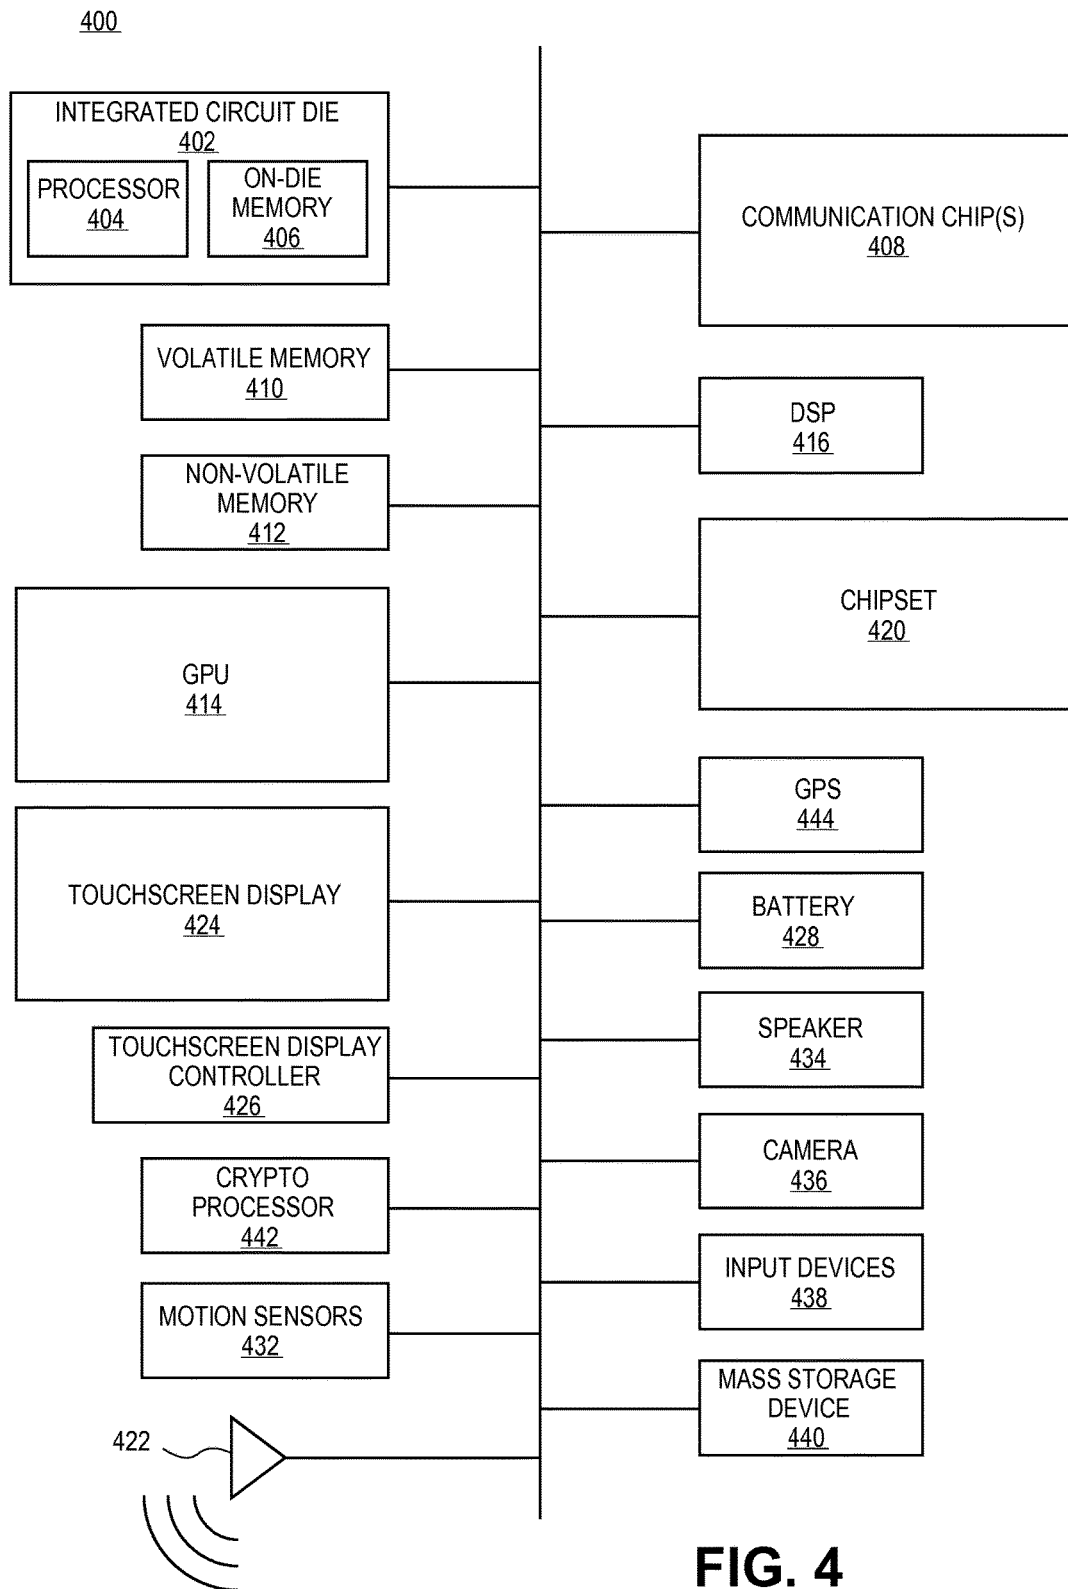 400
INTEGRATED CIRCUIT DIE
402
PROCESSOR
404
ON-DIE
MEMORY
406
COMMUNICATION CHIP(S)
408
VOLATILE MEMORY
410
DSP
416
NON-VOLATILE
MEMORY
412
CHIPSET
420
GPU
414
GPS
444
TOUCHSCREEN DISPLAY
424
BATTERY
428
SPEAKER
434
TOUCHSCREEN DISPLAY
CONTROLLER
426
CAMERA
436
CRYPTO
PROCESSOR
442
INPUT DEVICES
438
MOTION SENSORS
432
MASS STORAGE
DEVICE
440
422
FIG. 4